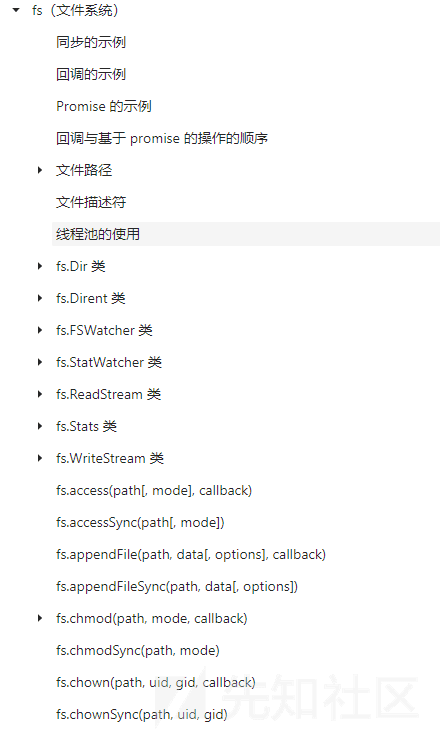 fs（文件系统）
同步的示例
回调的示例
Promise 的示例
回调与基于 promise 的操作的顺序
文件路径
文件描述符
线程池的使用
fs.Dir 类
fs.Dirent 类
fs.FSWatcher 类
fs.StatWatcher 类
fs.ReadStream 类
fs.Stats 类
fs.WriteStream 类
fs.access(path[, mode], callback)
fs.accessSync(path[, mode])
fs.appendFile(path, data[, options], callback)
fs.appendFileSync(path, data[, options])
fs.chmod(path, mode, callback)
fs.chmodSync(path, mode)
fs.chown(path, uid, gid, callback)
fs.chownSync(path, uid, gid)
先知社区